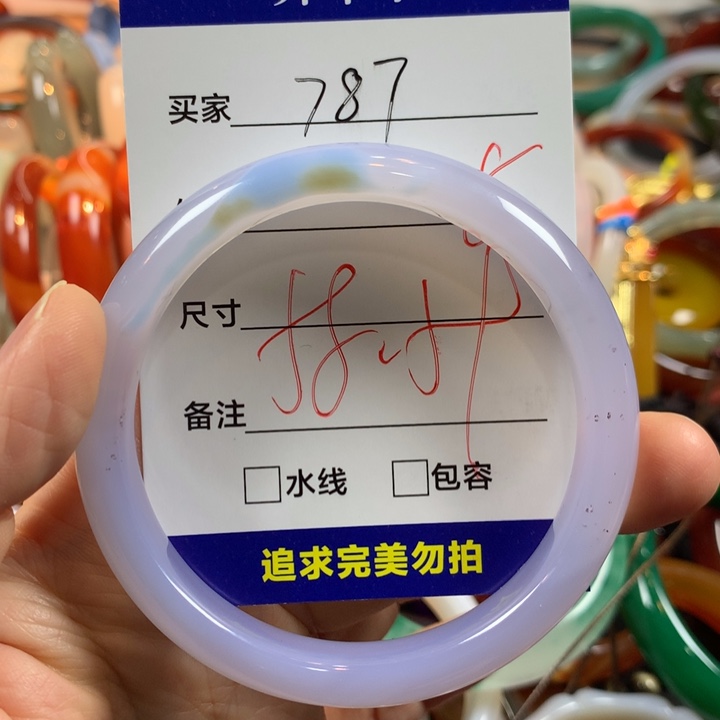 买家 787
尺寸 58.5
备注
□水线 □包容
追求完美勿拍